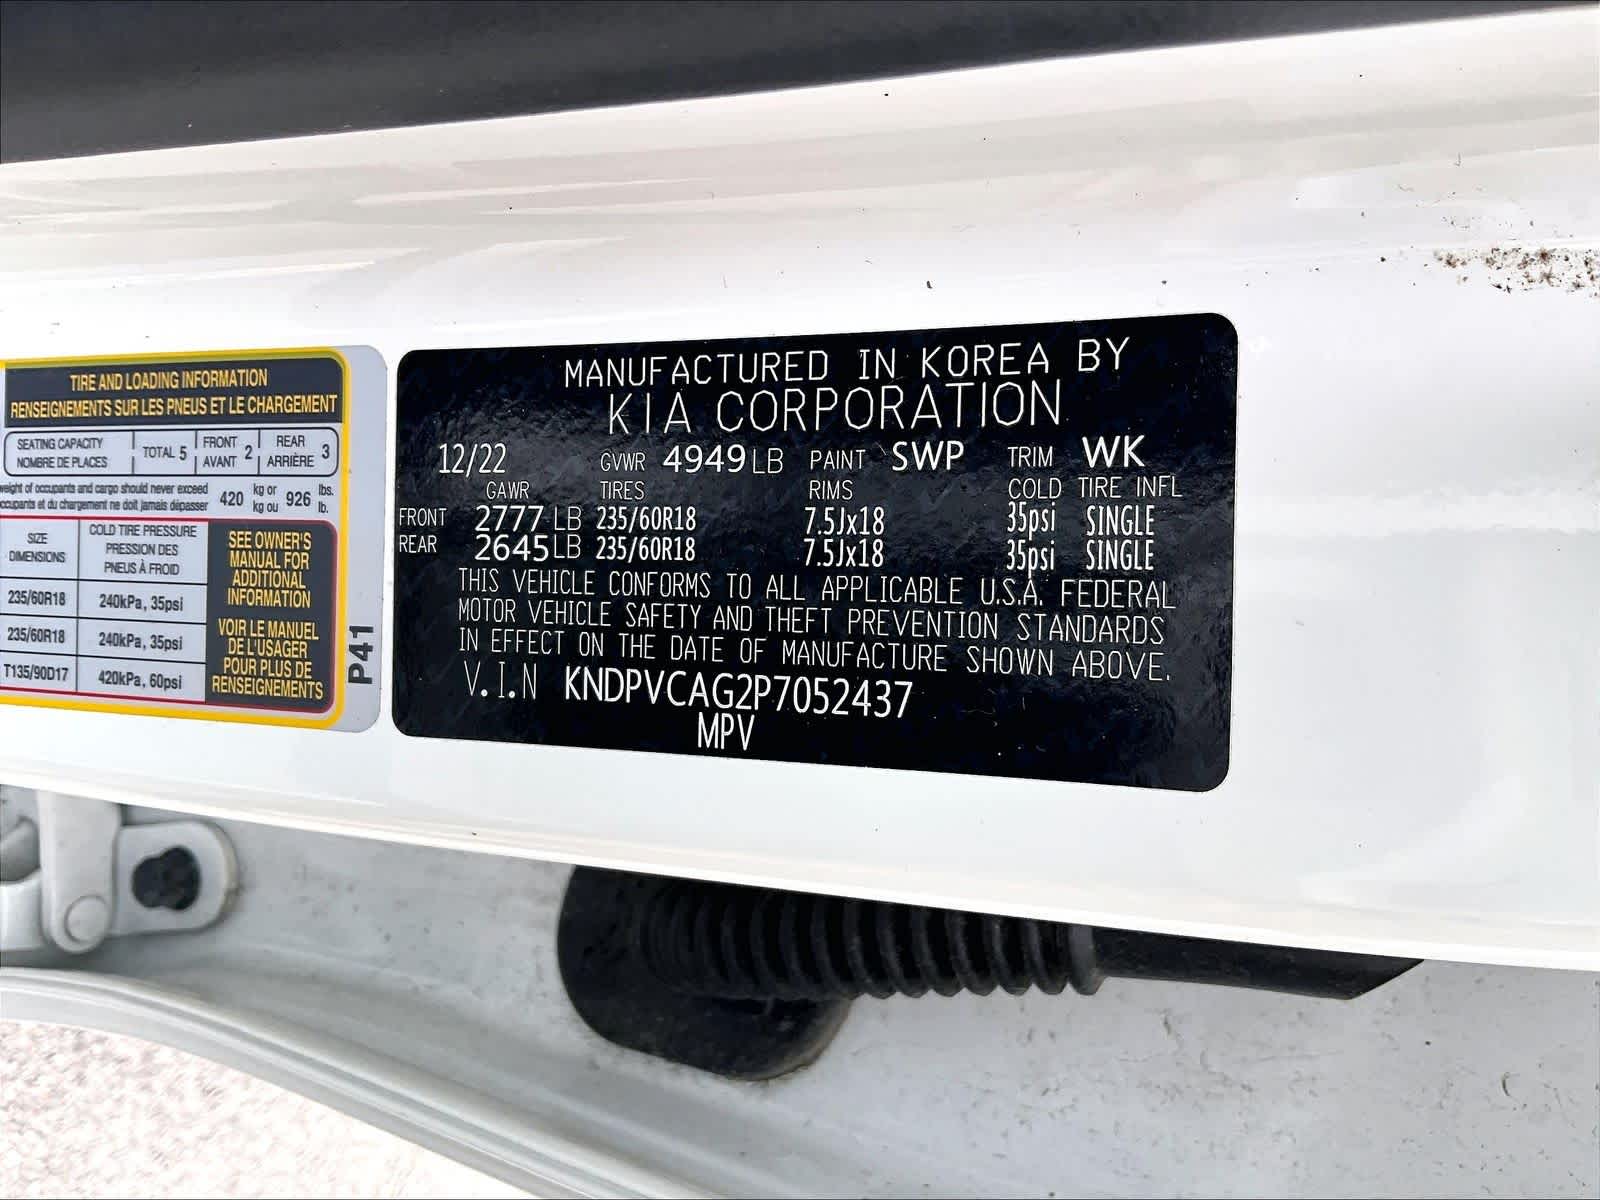 TIRE AND LOADING INFORMATION
RENSEIGNEMENTS SUR LES PNEUS ET LE CHARGEMENT
SEATING CAPACITY
NOMBRE DE PLACES
TOTAL 5
FRONT
AVANT
2
REAR
ARRIÈRE
3
weight of occupants and cargo should never exceed
occupants et du chargement ne doit jamais dépasser
420
kg or
kg ou
926
lbs.
lb.
SIZE
DIMENSIONS
COLD TIRE PRESSURE
PRESSION DES
PNEUS À FROID
235/60R18 240kPa, 35psi
235/60R18 240kPa, 35psi
T135/90D17 420kPa, 60psi
SEE OWNER'S
MANUAL FOR
ADDITIONAL
INFORMATION
VOIR LE MANUEL
DE L'USAGER
POUR PLUS DE
RENSEIGNEMENTS
P41
MANUFACTURED IN KOREA BY
KIA CORPORATION
12/22 GVWR 4949LB PAINT SWP TRIM WK
GAWR TIRES RIMS COLD TIRE INFL
FRONT 2777 LB 235/60R18 7.5Jx18 35psi SINGLE
REAR 2645LB 235/60R18 7.5Jx18 35psi SINGLE
THIS VEHICLE CONFORMS TO ALL APPLICABLE U.S.A. FEDERAL
MOTOR VEHICLE SAFETY AND THEFT PREVENTION STANDARDS
IN EFFECT ON THE DATE OF MANUFACTURE SHOWN ABOVE.
V.I.N KNDPVCAG2P7052437
MPV